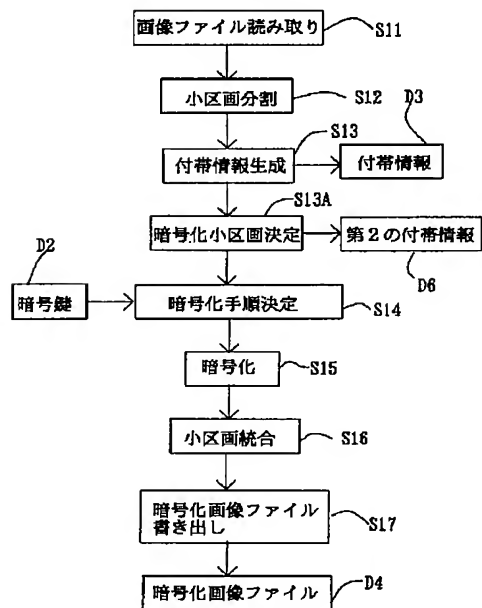 画像ファイル読み取り
S11
小区画分割
S12
付帯情報生成
S13
付帯情報
D3
暗号化小区画決定
S13A
第2の付帯情報
D6
暗号鍵
D2
暗号化手順決定
S14
暗号化
S15
小区画統合
S16
暗号化画像ファイル
書き出し
S17
暗号化画像ファイル
D4